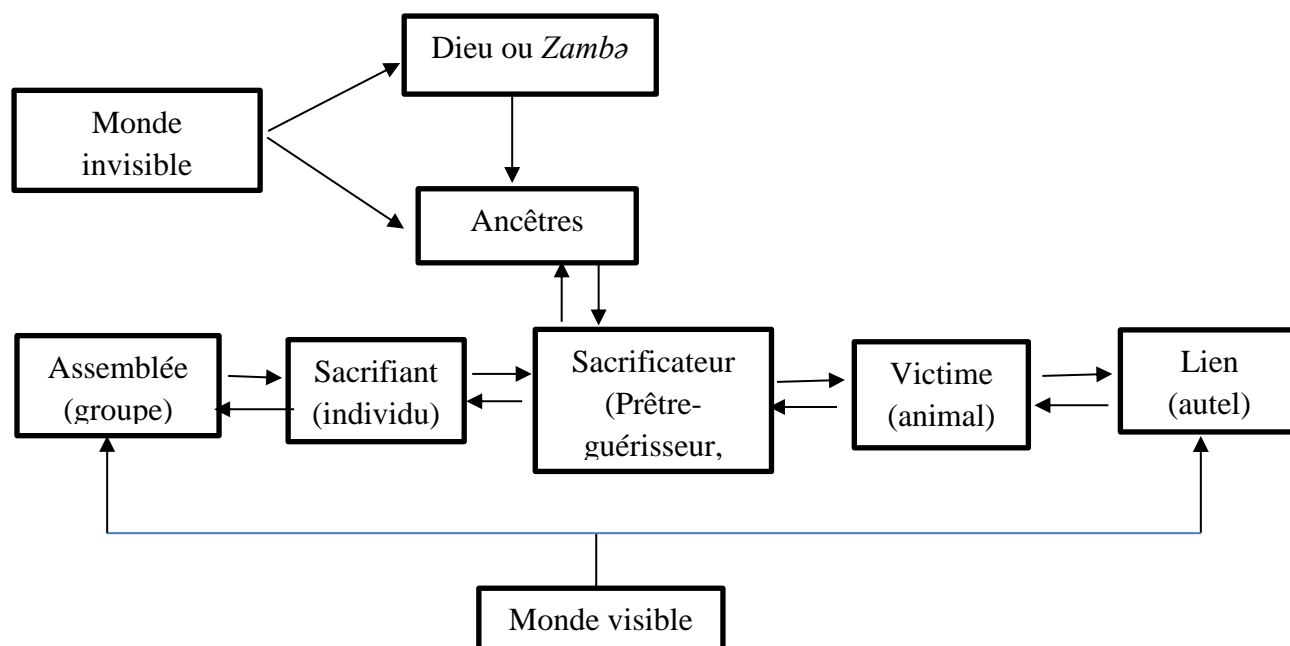 Dieu ou Zambə
Monde
invisible
Ancêtres
Assemblée
(groupe)
Sacrifiant
(individu)
Sacrificateur
(Prêtre-
guérisseur,
Victime
(animal)
Lien
(autel)
Monde visible